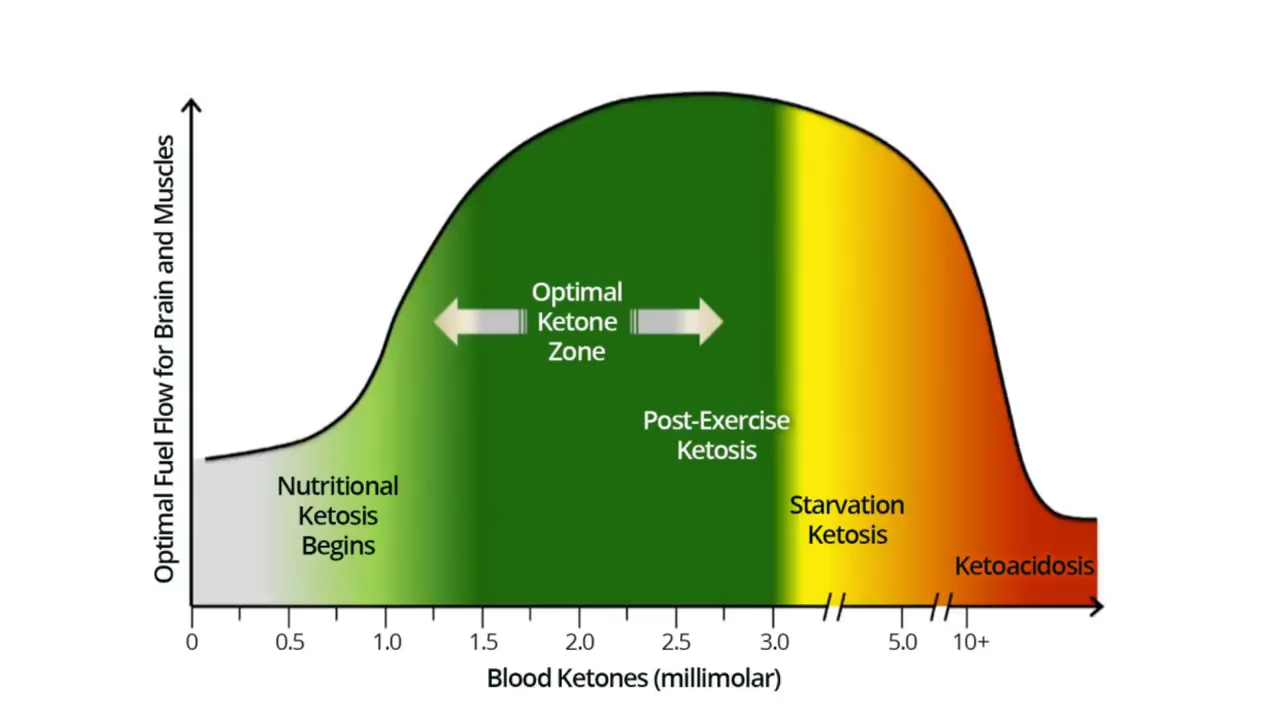 Optimal Fuel Flow for Brain and Muscles
Optimal
Ketone
Zone
Post-Exercise
Ketosis
Nutritional
Ketosis
Begins
Starvation
Ketosis
Ketoacidosis
0 0.5 1.0 1.5 2.0 2.5 3.0 5.0 10+
Blood Ketones (millimolar)